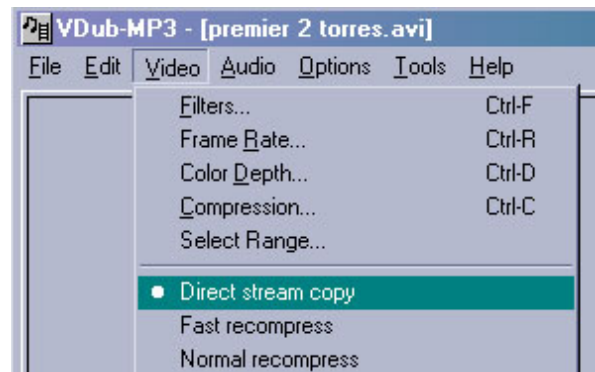 VDub-MP3 - [premier 2 torres.avi]
File Edit Video Audio Options Tools Help
Filters... Ctrl-F
Frame Rate... Ctrl-R
Color Depth... Ctrl-D
Compression... Ctrl-C
Select Range...
Direct stream copy
Fast recompress
Normal recompress